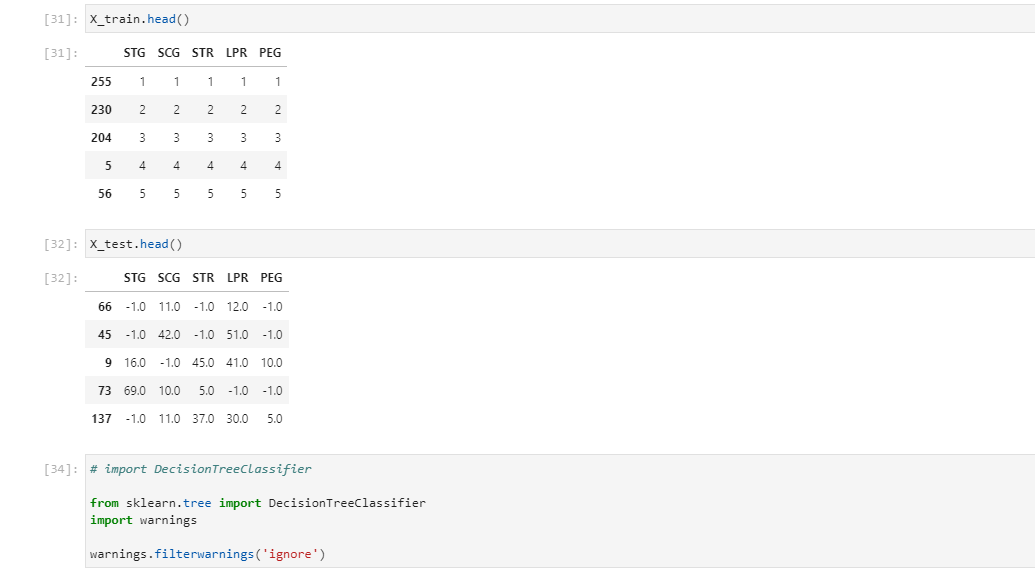 [31]: X_train.head()
[31]: STG SCG STR LPR PEG
255 1 1 1 1 1
230 2 2 2 2 2
204 3 3 3 3 3
5 4 4 4 4 4
56 5 5 5 5 5
[32]: X_test.head()
[32]: STG SCG STR LPR PEG
66 -1.0 11.0 -1.0 12.0 -1.0
45 -1.0 42.0 -1.0 51.0 -1.0
9 16.0 -1.0 45.0 41.0 10.0
73 69.0 10.0 5.0 -1.0 -1.0
137 -1.0 11.0 37.0 30.0 5.0
[34]: # import DecisionTreeClassifier
from sklearn.tree import DecisionTreeClassifier
import warnings
warnings.filterwarnings('ignore')